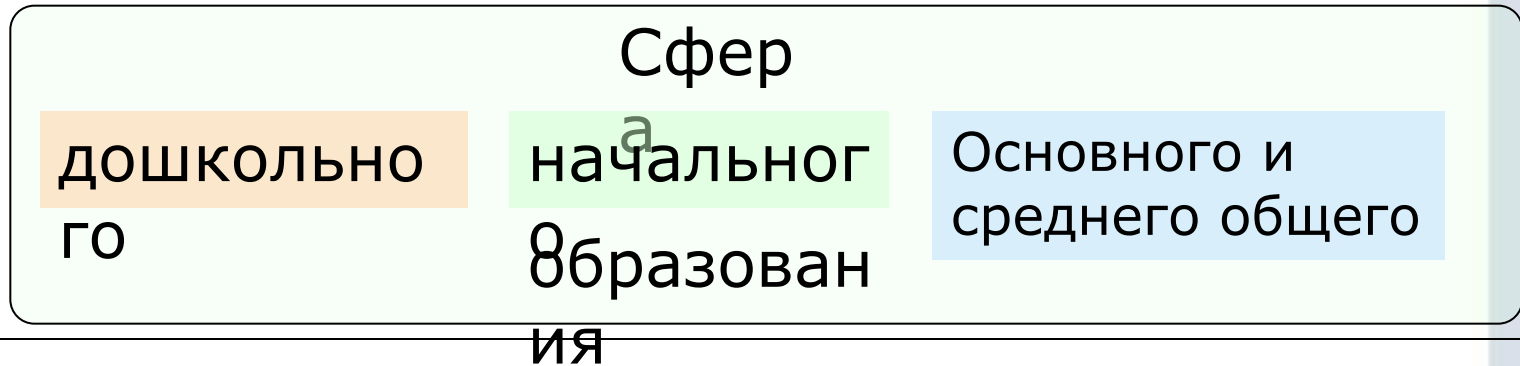 Сфер
а
дошкольно
го
начальног
о
Основного и
среднего общего
образован
ия